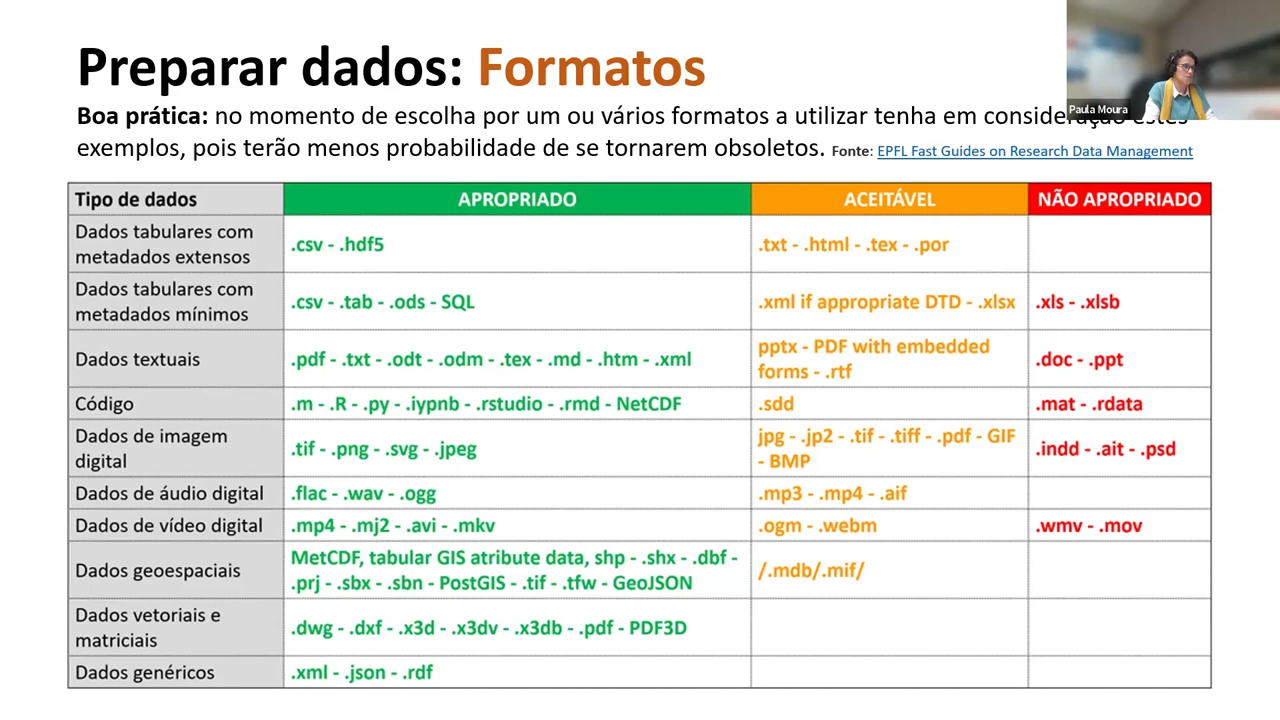 Preparar dados: Formatos
Paula Moura
Boa prática: no momento de escolha por um ou vários formatos a utilizar tenha em consideração estes
exemplos, pois terão menos probabilidade de se tornarem obsoletos. Fonte: EPFL Fast Guides on Research Data Management
Tipo de dados APROPRIADO ACEITÁVEL NÃO APROPRIADO
Dados tabulares com
metadados extensos
.csv - .hdf5
.txt - .html - .tex - .por
Dados tabulares com
metadados mínimos
.csv - .tab - .ods - SQL
.xml if appropriate DTD - .xlsx
.xls - .xlsb
Dados textuais
.pdf - .txt - .odt - .odm - .tex - .md - .htm - .xml
pptx - PDF with embedded
forms - .rtf
.doc - .ppt
Código
.m - .R - .py - .iypnb - .rstudio - .rmd - NetCDF
.sdd
.mat - .rdata
Dados de imagem
digital
.tif - .png - .svg - .jpeg
jpg - .jp2 - .tif - .tiff - .pdf - GIF
- BMP
.indd - .ait - .psd
Dados de áudio digital
.flac - .wav - .ogg
.mp3 - .mp4 - .aif
Dados de vídeo digital
.mp4 - .mj2 - .avi - .mkv
.ogm - .webm
.wmv - .mov
Dados geoespaciais
MetCDF, tabular GIS atribute data, shp - .shx - .dbf -
.prj - .sbx - .sbn - PostGIS - .tif - .tfw - GeoJSON
/.mdb/.mif/
Dados vetoriais e
matriciais
.dwg - .dxf - .x3d - .x3dv - .x3db - .pdf - PDF3D
Dados genéricos
.xml - .json - .rdf